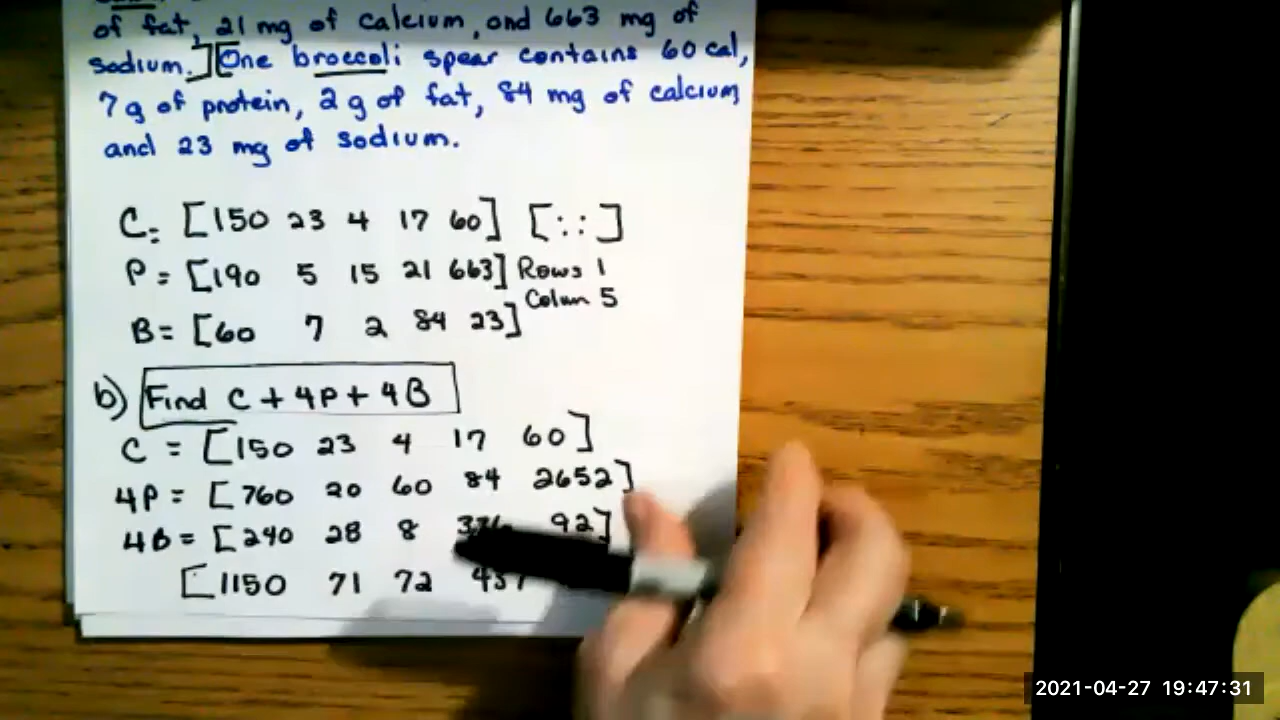 of fat, 21 mg of calcium, and 663 mg of
sodium.] [One broccoli spear contains 60 cal,
7 g of protein, 2 g of fat, 84 mg of calcium
and 23 mg of sodium.
C = [150 23 4 17 60] [: : ]
P = [190 5 15 21 663] Rows 1
Colum 5
B = [60 7 2 84 23]
b) Find C + 4P + 4B
C = [150 23 4 17 60]
4P = [760 20 60 84 2652]
4B = [240 28 8 92]
[1150 71 72
2021-04-27 19:47:31